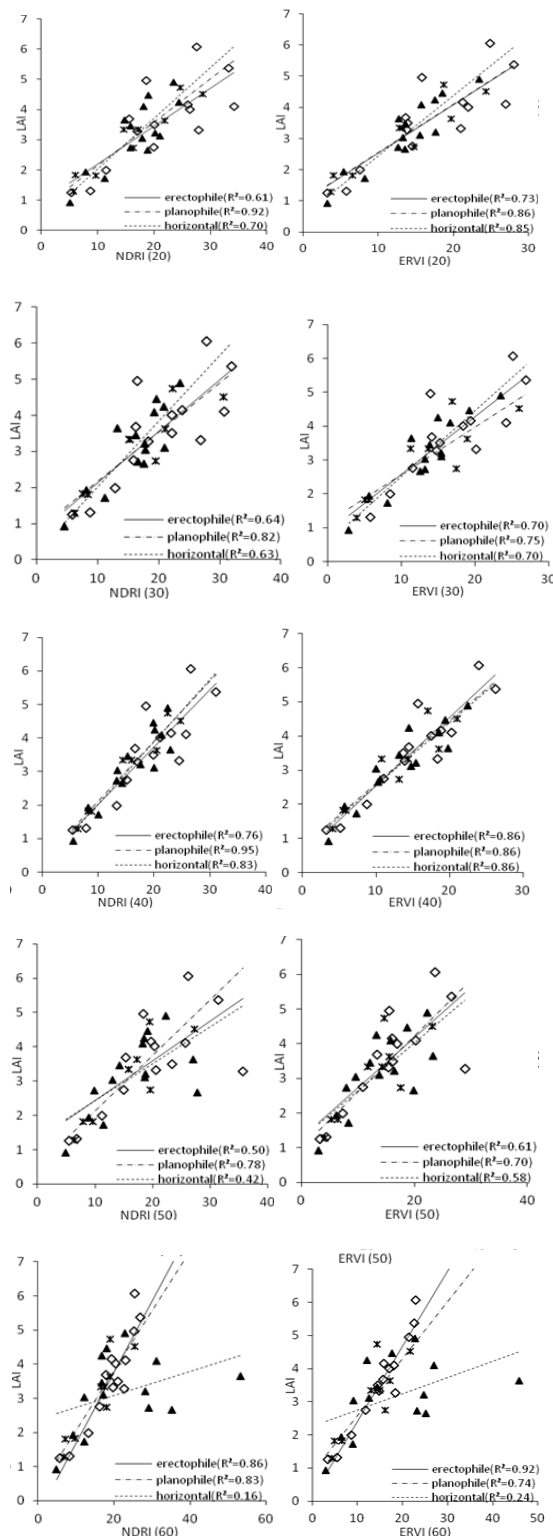 7
6
5
LAI
4
3
2
1
0
0 10 20 30 40
NDRI (20)
erectophile(R²=0.61)
planophile(R²=0.92)
horizontal(R²=0.70)
7
6
5
LAI
4
3
2
1
0
0 10 20 30
ERVI (20)
erectophile(R²=0.73)
planophile(R²=0.86)
horizontal(R²=0.85)
7
6
5
4
LAI
3
2
1
0
0 10 20 30 40
NDRI (30)
erectophile(R²=0.64)
planophile(R²=0.82)
horizontal(R²=0.63)
7
6
5
4
LAI
3
2
1
0
0 10 20 30
ERVI (30)
erectophile(R²=0.70)
planophile(R²=0.75)
horizontal(R²=0.70)
7
6
5
LAI
4
3
2
1
0
0 10 20 30 40
NDRI (40)
erectophile(R²=0.76)
planophile(R²=0.95)
horizontal(R²=0.83)
7
6
5
LAI
4
3
2
1
0
0 10 20 30
ERVI (40)
erectophile(R²=0.86)
planophile(R²=0.86)
horizontal(R²=0.86)
7
6
5
LAI
4
3
2
1
0
0 10 20 30 40
NDRI (50)
erectophile(R²=0.50)
planophile(R²=0.78)
horizontal(R²=0.42)
7
6
5
LAI
4
3
2
1
0
0 10 20 30 40
ERVI (50)
erectophile(R²=0.61)
planophile(R²=0.70)
horizontal(R²=0.58)
7
6
5
4
LAI
3
2
1
0
0 20 40 60
NDRI (60)
erectophile(R²=0.86)
planophile(R²=0.83)
horizontal(R²=0.16)
ERVI (50)
7
6
5
4
LAI
3
2
1
0
0 10 20 30 40 50
ERVI (60)
erectophile(R²=0.92)
planophile(R²=0.74)
horizontal(R²=0.24)